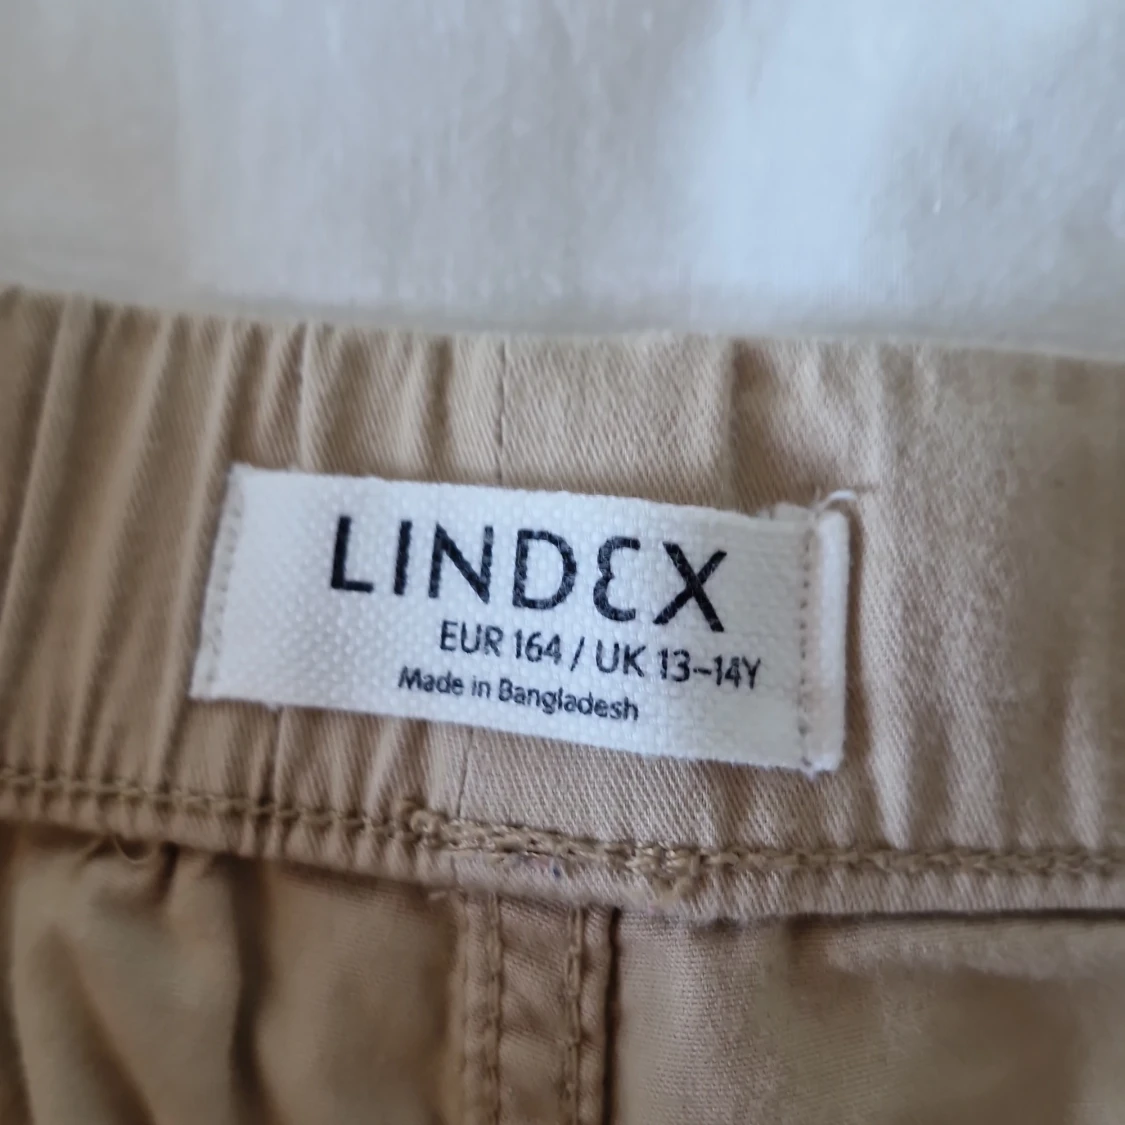 LINDEX
EUR 164 / UK 13-14Y
Made in Bangladesh